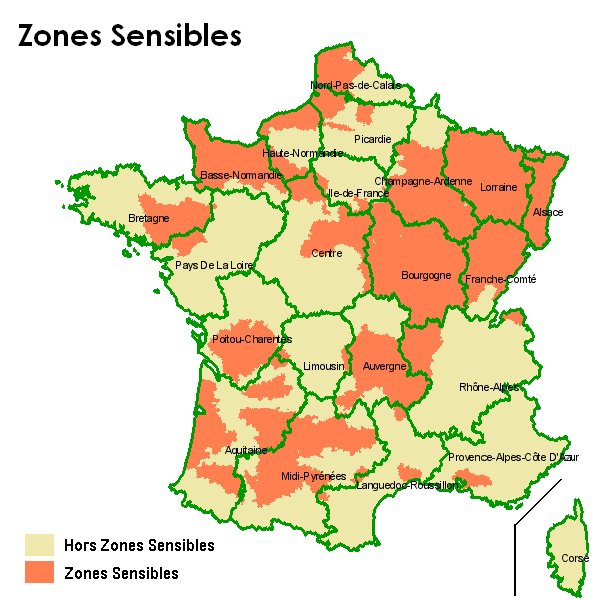 Zones Sensibles
Nord-Pas-de-Calais
Picardie
Haute-Normandie
Basse-Normandie
Ile-de-France
Champagne-Ardenne
Lorraine
Alsace
Bretagne
Pays De La Loire
Centre
Bourgogne
Franche-Comté
Poitou-Charentes
Limousin
Auvergne
Rhône-Alpes
Aquitaine
Midi-Pyrénées
Languedoc-Roussillon
Provence-Alpes-Côte D'Azur
Corse
Hors Zones Sensibles
Zones Sensibles